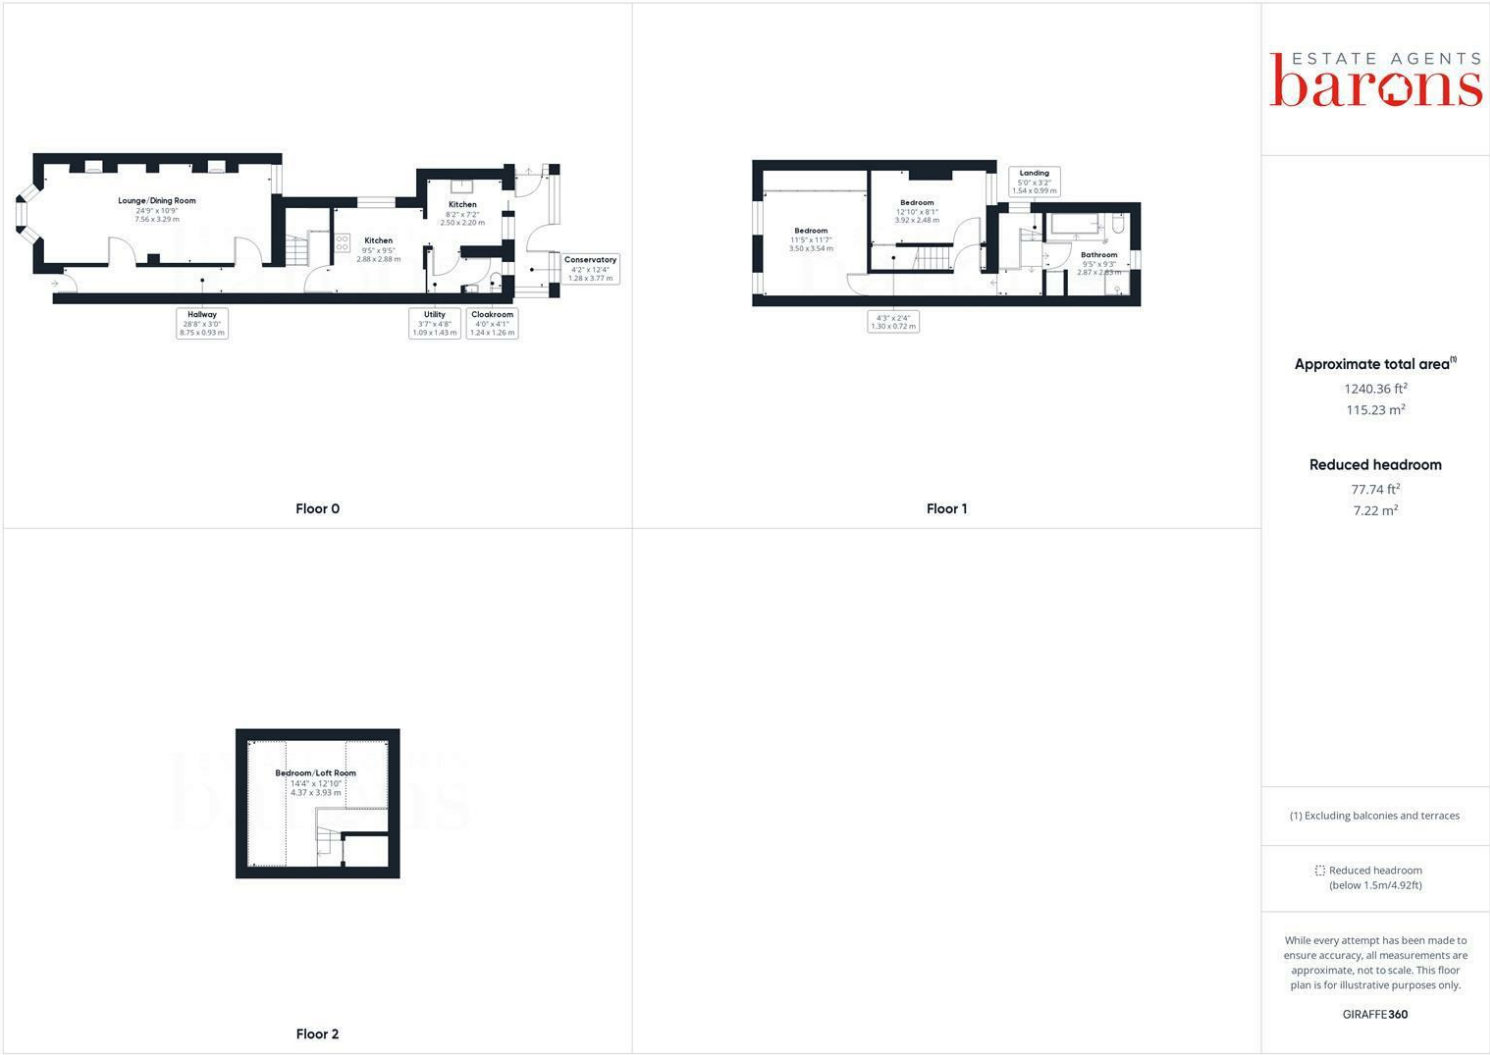 Lounge/Dining Room
24'9" x 10'9"
7.56 x 3.29 m
Kitchen
8'2" x 7'2"
2.50 x 2.20 m
Kitchen
9'5" x 9'5"
2.88 x 2.88 m
Conservatory
4'2" x 12'4"
1.28 x 3.77 m
Hallway
28'8" x 3'0"
8.75 x 0.93 m
Utility
3'7" x 4'8"
1.09 x 1.43 m
Cloakroom
4'0" x 4'1"
1.24 x 1.26 m
Floor 0
Landing
5'0" x 3'2"
1.54 x 0.99 m
Bedroom
12'10" x 8'1"
3.92 x 2.48 m
Bedroom
11'5" x 11'7"
3.50 x 3.54 m
Bathroom
9'5" x 9'3"
2.87 x 2.83 m
4'3" x 2'4"
1.30 x 0.72 m
Floor 1
Bedroom/Loft Room
14'4" x 12'10"
4.37 x 3.93 m
Floor 2
ESTATE AGENTS
barons
Approximate total area(1)
1240.36 ft²
115.23 m²
Reduced headroom
77.74 ft²
7.22 m²
(1) Excluding balconies and terraces
Reduced headroom
(below 1.5m/4.92ft)
While every attempt has been made to
ensure accuracy, all measurements are
approximate, not to scale. This floor
plan is for illustrative purposes only.
GIRAFFE360